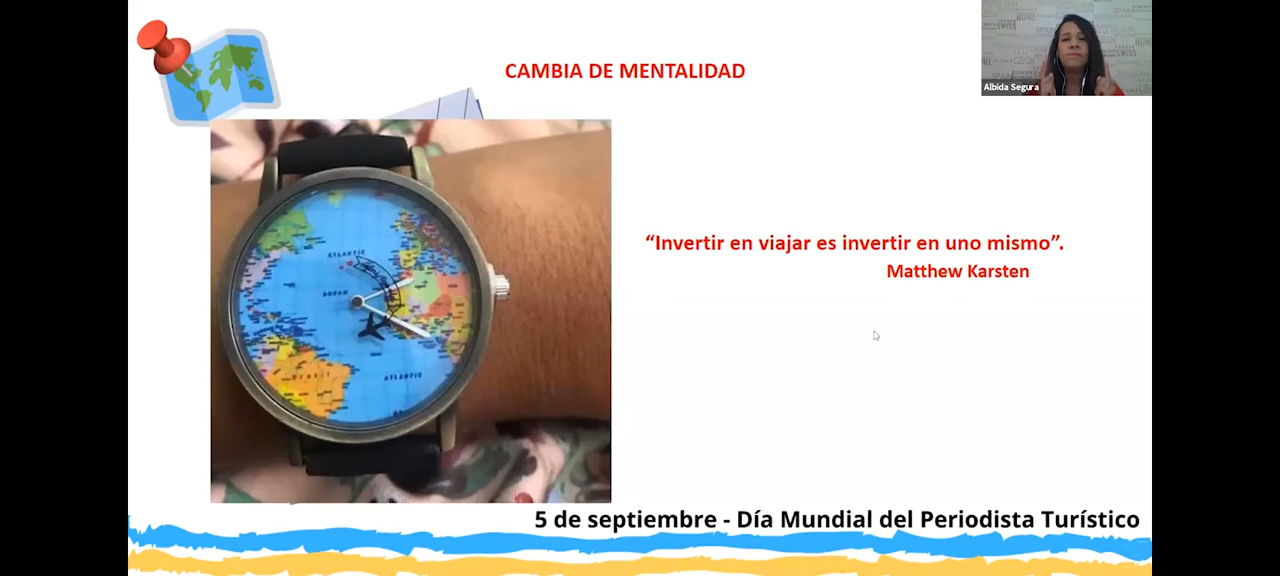 CAMBIA DE MENTALIDAD
Albida Segura
“Invertir en viajar es invertir en uno mismo”.
Matthew Karsten
ATLANTIC
OCEAN
Brazil
ATLANTIC
5 de septiembre - Día Mundial del Periodista Turístico